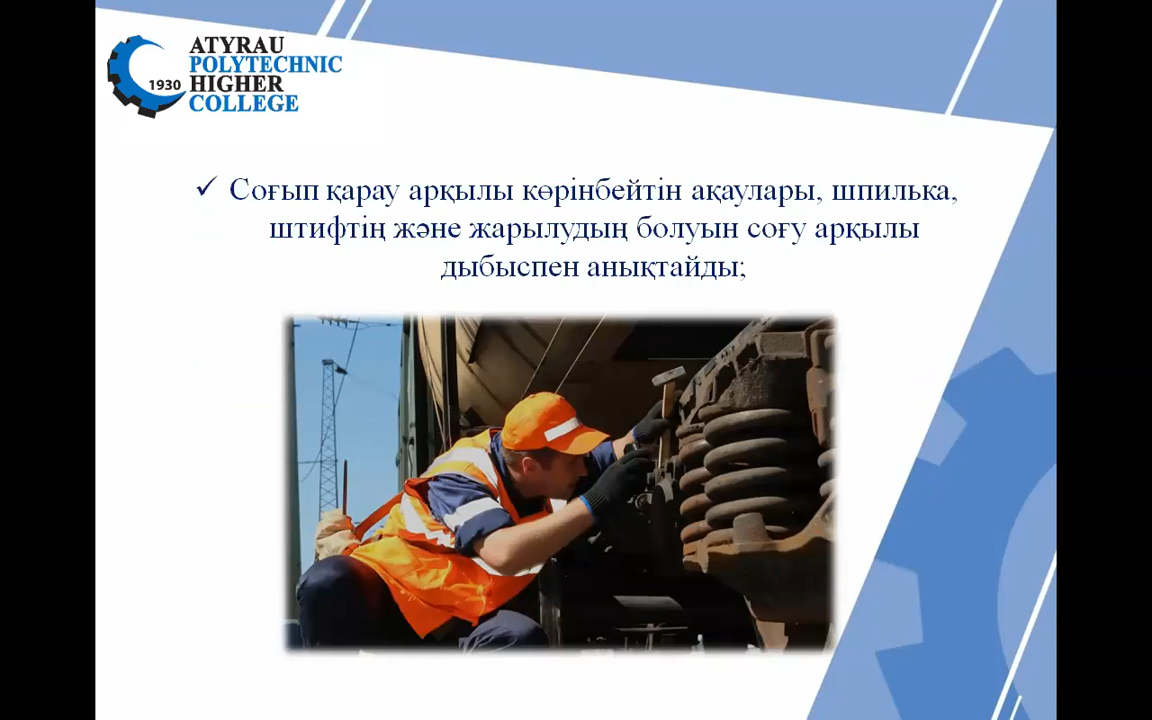 ATYRAU
POLYTECHNIC
1930 HIGHER
COLLEGE
✓ Соғып қарау арқылы көрінбейтін ақаулары, шпилька,
штифтің және жарылудың болуын соғу арқылы
дыбыспен анықтайды;